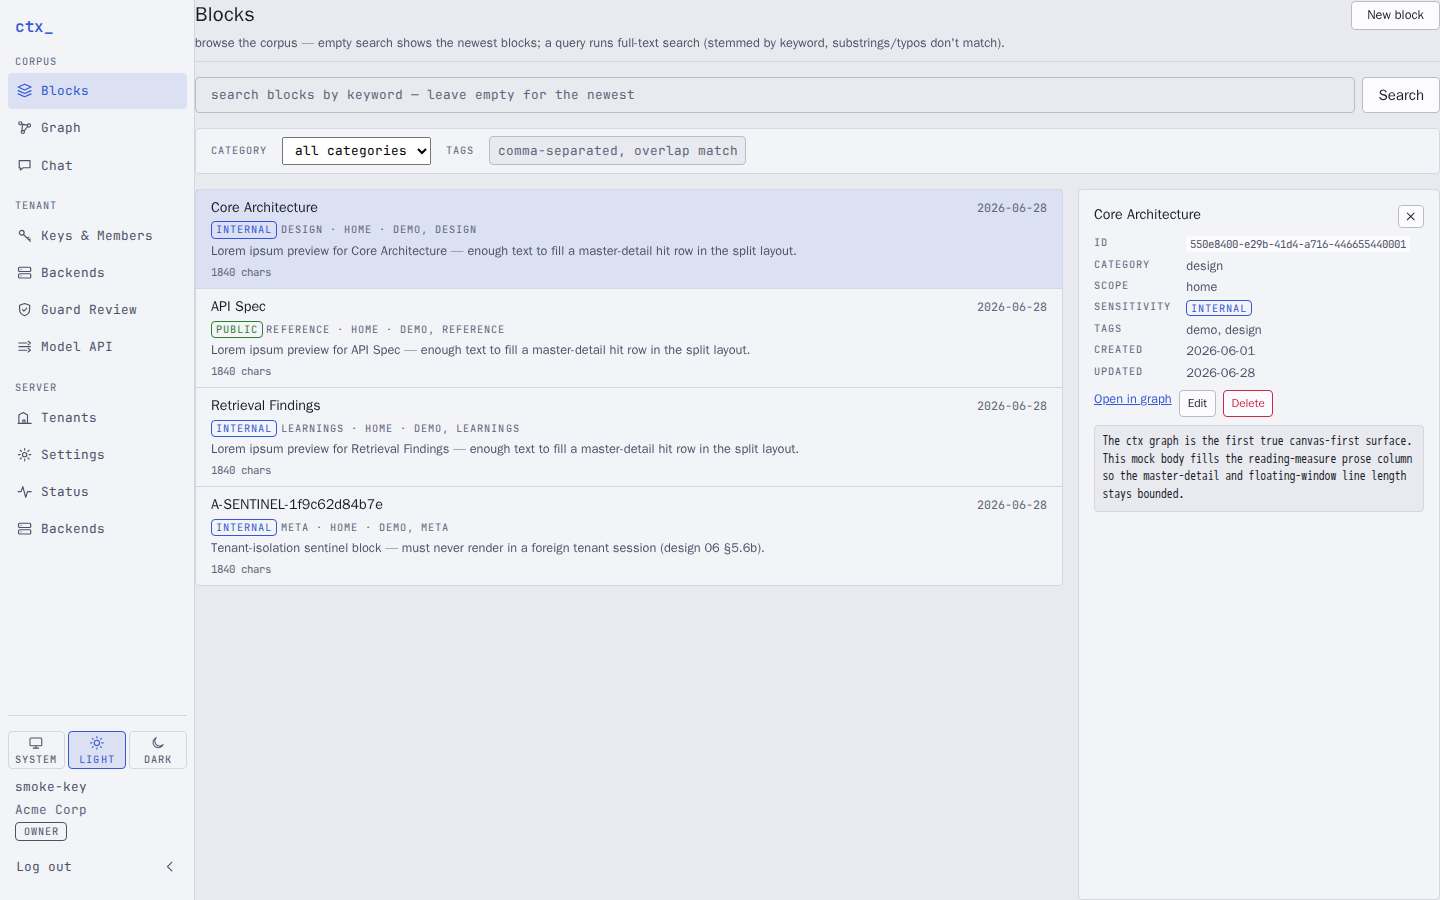 ctx_
CORPUS
Blocks
Graph
Chat
TENANT
Keys & Members
Backends
Guard Review
Model API
SERVER
Tenants
Settings
Status
Backends
SYSTEM
LIGHT
DARK
smoke-key
Acme Corp
OWNER
Log out
Blocks
New block
browse the corpus — empty search shows the newest blocks; a query runs full-text search (stemmed by keyword, substrings/typos don't match).
search blocks by keyword — leave empty for the newest
Search
CATEGORY all categories TAGS comma-separated, overlap match
Core Architecture 2026-06-28
INTERNAL DESIGN · HOME · DEMO, DESIGN
Lorem ipsum preview for Core Architecture — enough text to fill a master-detail hit row in the split layout.
1840 chars
API Spec 2026-06-28
PUBLIC REFERENCE · HOME · DEMO, REFERENCE
Lorem ipsum preview for API Spec — enough text to fill a master-detail hit row in the split layout.
1840 chars
Retrieval Findings 2026-06-28
INTERNAL LEARNINGS · HOME · DEMO, LEARNINGS
Lorem ipsum preview for Retrieval Findings — enough text to fill a master-detail hit row in the split layout.
1840 chars
A-SENTINEL-1f9c62d84b7e 2026-06-28
INTERNAL META · HOME · DEMO, META
Tenant-isolation sentinel block — must never render in a foreign tenant session (design 06 §5.6b).
1840 chars
Core Architecture
ID 550e8400-e29b-41d4-a716-446655440001
CATEGORY design
SCOPE home
SENSITIVITY INTERNAL
TAGS demo, design
CREATED 2026-06-01
UPDATED 2026-06-28
Open in graph Edit Delete
The ctx graph is the first true canvas-first surface.
This mock body fills the reading-measure prose column
so the master-detail and floating-window line length
stays bounded.